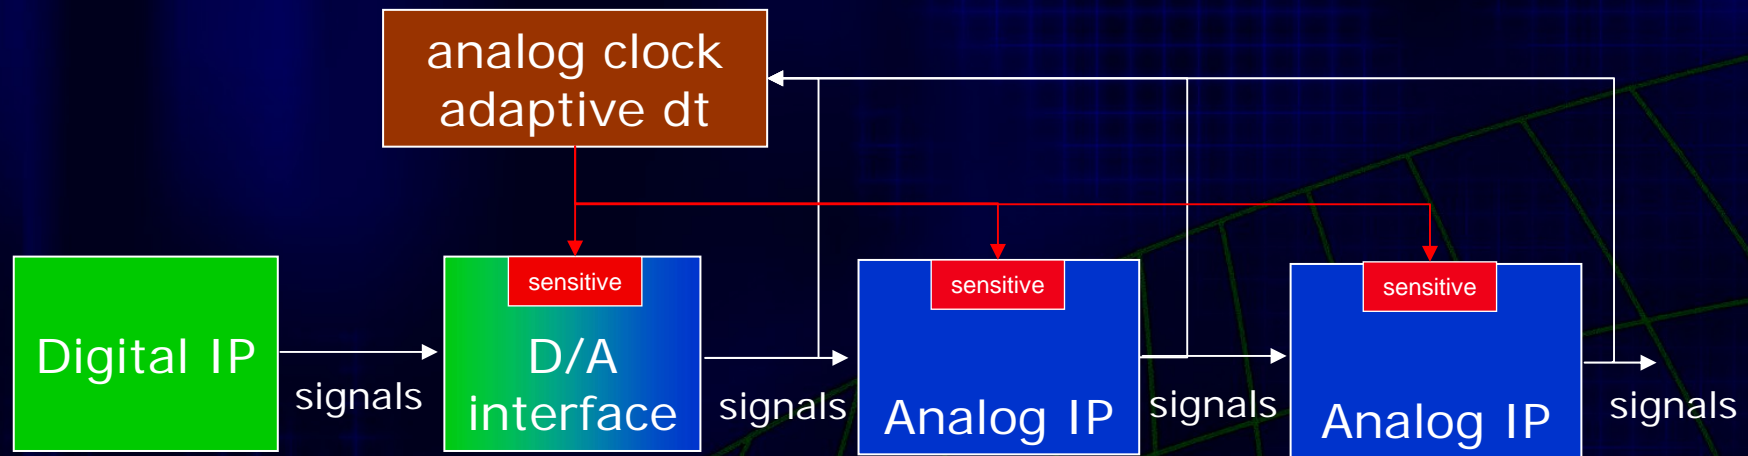 analog clock
adaptive dt
sensitive
sensitive
sensitive
Digital IP
signals
D/A
interface
signals
Analog IP
signals
Analog IP
signals